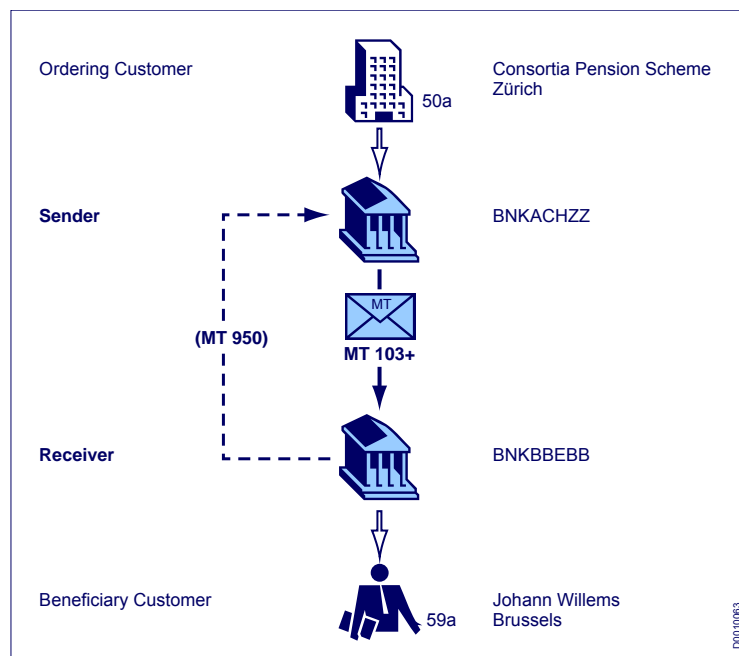 Ordering Customer
50a
Consortia Pension Scheme
Zürich
Sender
BNKACHZZ
MT
(MT 950)
MT 103+
Receiver
BNKBBEBB
Beneficiary Customer
59a
Johann Willems
Brussels
D0010063